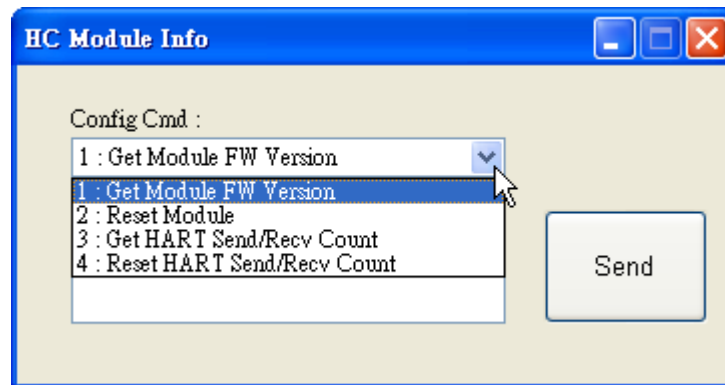 HC Module Info
Config Cmd :
1 : Get Module FW Version
1 : Get Module FW Version
2 : Reset Module
3 : Get HART Send/Recv Count
4 : Reset HART Send/Recv Count
Send